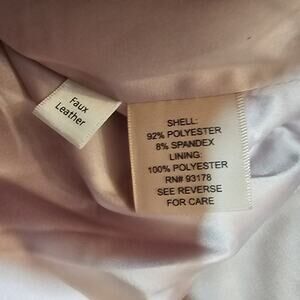 Faux
Leather
SHELL:
92% POLYESTER
8% SPANDEX
LINING:
100% POLYESTER
RN# 93178
SEE REVERSE
FOR CARE